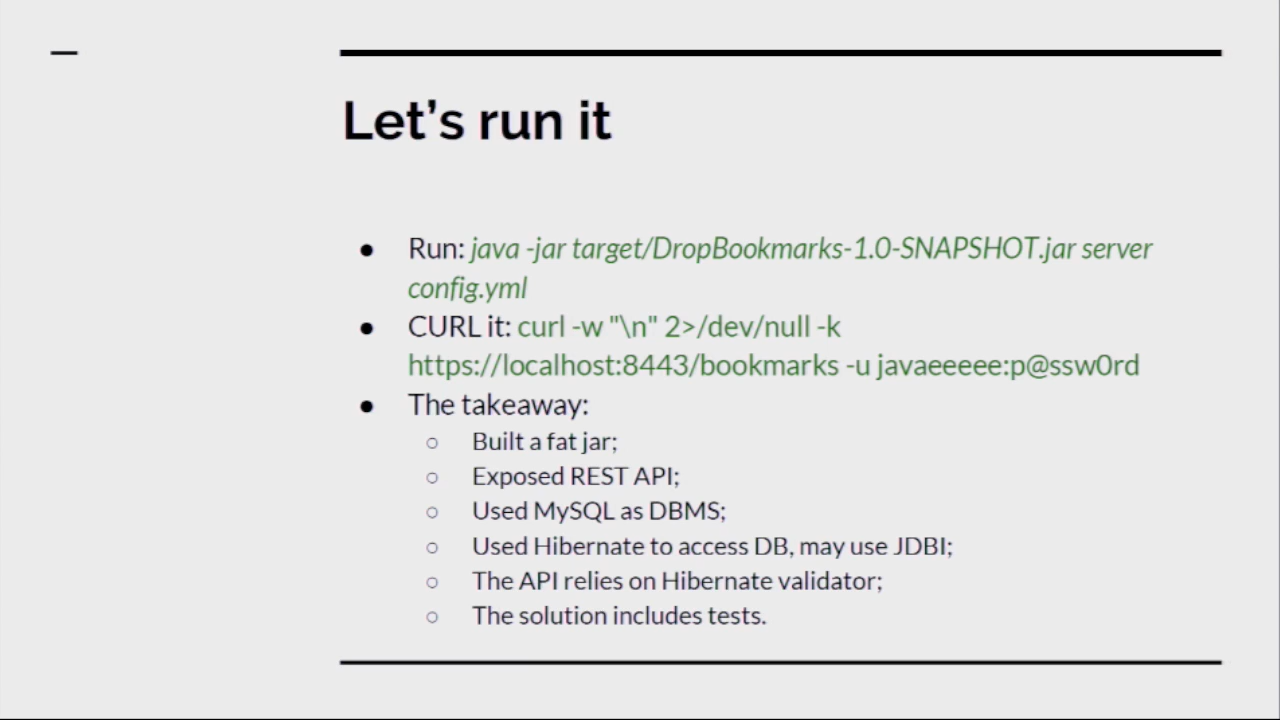 Let's run it
● Run: java -jar target/DropBookmarks-1.0-SNAPSHOT.jar server
config.yml
● CURL it: curl -w "\n" 2>/dev/null -k
https://localhost:8443/bookmarks -u javaeeeee:p@ssw0rd
● The takeaway:
○ Built a fat jar;
○ Exposed REST API;
○ Used MySQL as DBMS;
○ Used Hibernate to access DB, may use JDBI;
○ The API relies on Hibernate validator;
○ The solution includes tests.